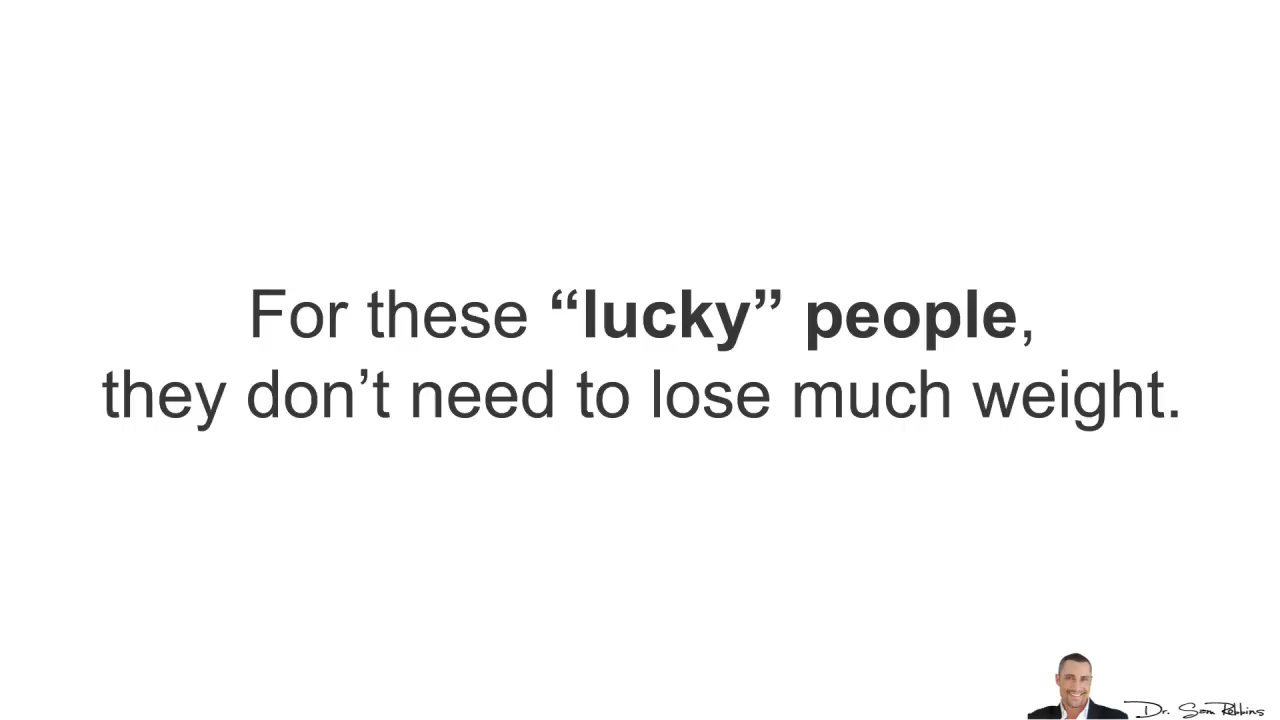 For these “lucky” people,
they don’t need to lose much weight.
Dr. Sam Robbins